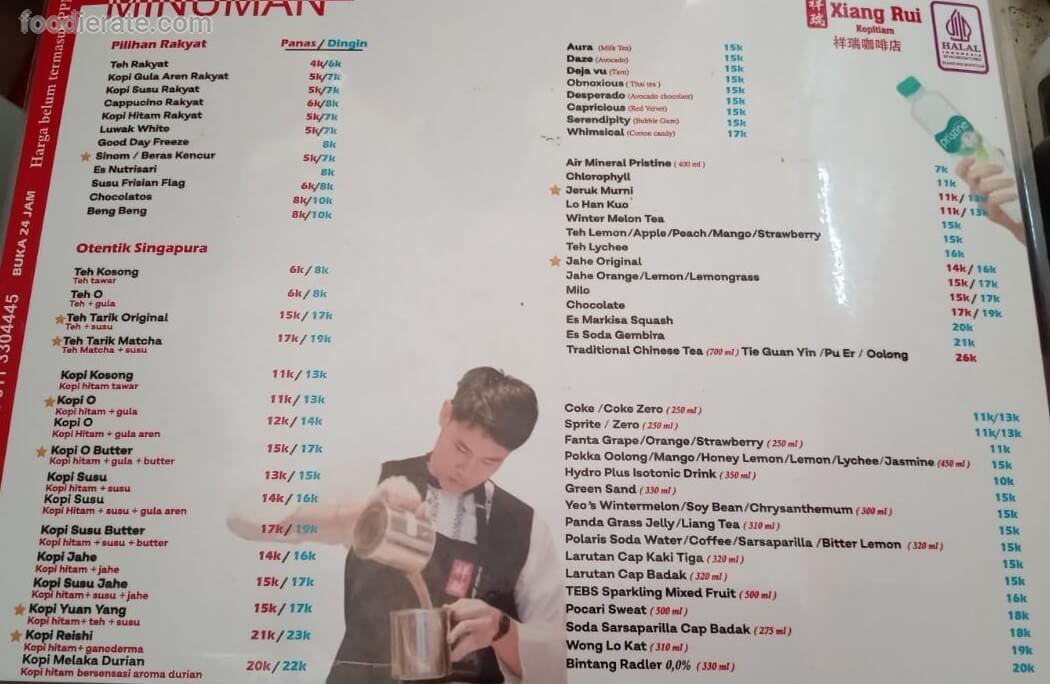 foodierate.com
MINUMAN
Harga belum termasuk PP
BUKA 24 JAM
3304445
Xiang Rui
Kopitiam
祥瑞咖啡店
祥瑞
HALAL
INDONESIA
pristine
Pilihan Rakyat Panas / Dingin
Teh Rakyat 4k/6k
Kopi Gula Aren Rakyat 5k/7k
Kopi Susu Rakyat 5k/7k
Cappucino Rakyat 6k/8k
Kopi Hitam Rakyat 5k/7k
Luwak White 5k/7k
Good Day Freeze 8k
Sinom / Beras Kencur 5k/7k
Es Nutrisari 8k
Susu Frisian Flag 6k/8k
Chocolatos 8k/10k
Beng Beng 8k/10k
Otentik Singapura
Teh Kosong 6k/ 8k
Teh tawar
Teh O 6k/ 8k
Teh + gula
Teh Tarik Original 15k/ 17k
Teh + susu
Teh Tarik Matcha 17k/ 19k
Teh Matcha + susu
Kopi Kosong 11k/ 13k
Kopi hitam tawar
Kopi O 11k/ 13k
Kopi hitam + gula
Kopi O 12k/ 14k
Kopi Hitam + gula aren
Kopi O Butter 15k/ 17k
Kopi hitam + gula + butter
Kopi Susu 13k/ 15k
Kopi hitam + susu
Kopi Susu 14k/ 16k
Kopi Hitam + susu + gula aren
Kopi Susu Butter 17k/ 19k
Kopi hitam + susu + butter
Kopi Jahe 14k/ 16k
Kopi hitam + jahe
Kopi Susu Jahe 15k/ 17k
Kopi hitam + susu + jahe
Kopi Yuan Yang 15k/ 17k
Kopi hitam+ teh + susu
Kopi Reishi 21k/ 23k
Kopi hitam+ ganoderma
Kopi Melaka Durian 20k/ 22k
Kopi hitam bersensasi aroma durian
Aura (Milk Tea) 15k
Daze (Avocado) 15k
Deja vu (Taro) 15k
Obnoxious ( Thai tea ) 15k
Desperado (Avocado chocolate) 15k
Capricious (Red Velvet) 15k
Serendipity (Bubble Gum) 15k
Whimsical (Cotton candy) 17k
Air Mineral Pristine ( 400 ml ) 7k
Chlorophyll 11k
Jeruk Murni 11k/ 13k
Lo Han Kuo 11k/ 13k
Winter Melon Tea 15k
Teh Lemon/Apple/Peach/Mango/Strawberry 15k
Teh Lychee 16k
Jahe Original 14k/ 16k
Jahe Orange/Lemon/Lemongrass 15k/ 17k
Milo 15k/ 17k
Chocolate 17k/ 19k
Es Markisa Squash 20k
Es Soda Gembira 21k
Traditional Chinese Tea (700 ml ) Tie Guan Yin /Pu Er / Oolong 26k
Coke /Coke Zero ( 250 ml ) 11k/13k
Sprite / Zero ( 250 ml ) 11k/13k
Fanta Grape/Orange/Strawberry ( 250 ml ) 11k
Pokka Oolong/Mango/Honey Lemon/Lemon/Lychee/Jasmine (450 ml ) 15k
Hydro Plus Isotonic Drink ( 350 ml ) 10k
Green Sand ( 330 ml ) 15k
Yeo's Wintermelon/Soy Bean/Chrysanthemum ( 300 ml ) 15k
Panda Grass Jelly/Liang Tea ( 310 ml ) 15k
Polaris Soda Water/Coffee/Sarsaparilla /Bitter Lemon ( 320 ml ) 15k
Larutan Cap Kaki Tiga ( 320 ml ) 15k
Larutan Cap Badak ( 320 ml ) 15k
TEBS Sparkling Mixed Fruit ( 500 ml ) 16k
Pocari Sweat ( 500 ml ) 18k
Soda Sarsaparilla Cap Badak ( 275 ml ) 18k
Wong Lo Kat ( 310 ml ) 19k
Bintang Radler 0,0% ( 330 ml ) 20k